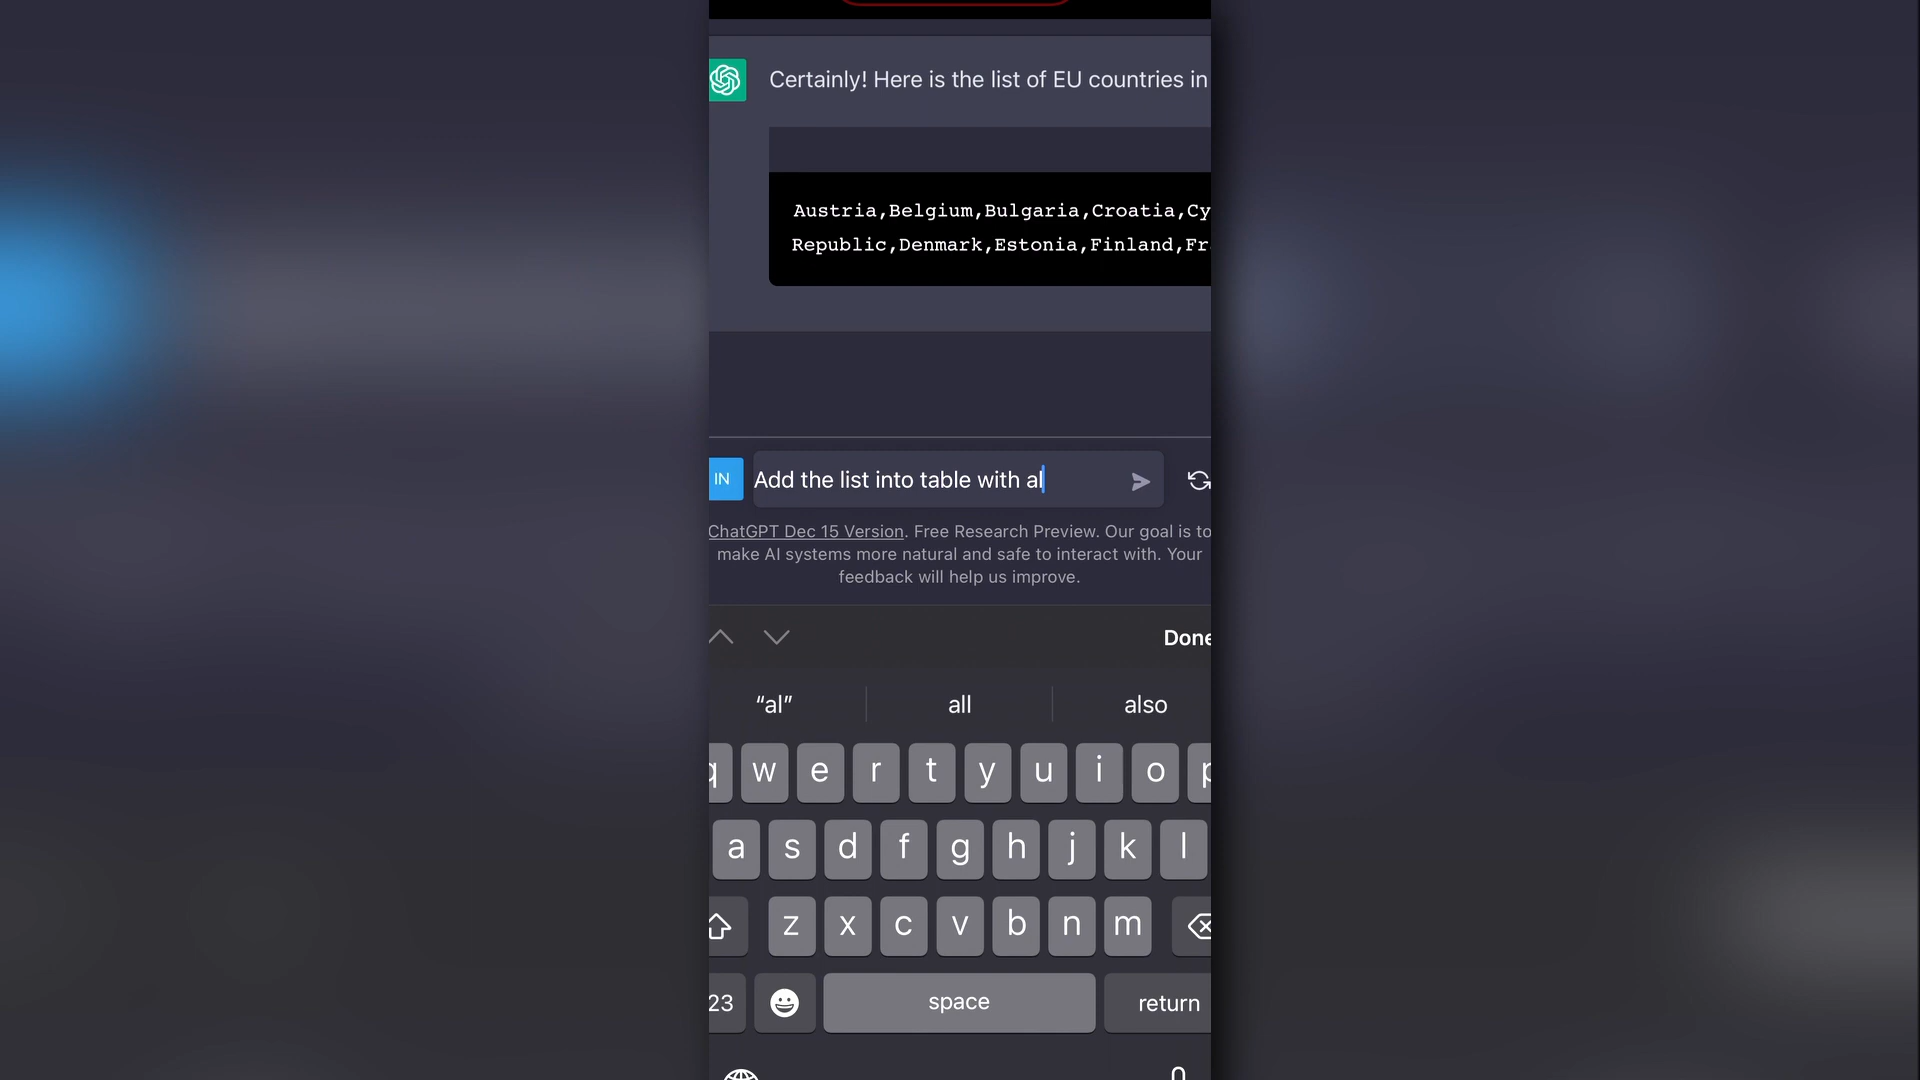 Certainly! Here is the list of EU countries in
Austria,Belgium,Bulgaria,Croatia,Cy
Republic,Denmark,Estonia,Finland,Fr
IN
Add the list into table with al
ChatGPT Dec 15 Version. Free Research Preview. Our goal is to
make AI systems more natural and safe to interact with. Your
feedback will help us improve.
Done
“al” all also
q w e r t y u i o p
a s d f g h j k l
z x c v b n m
23 space return